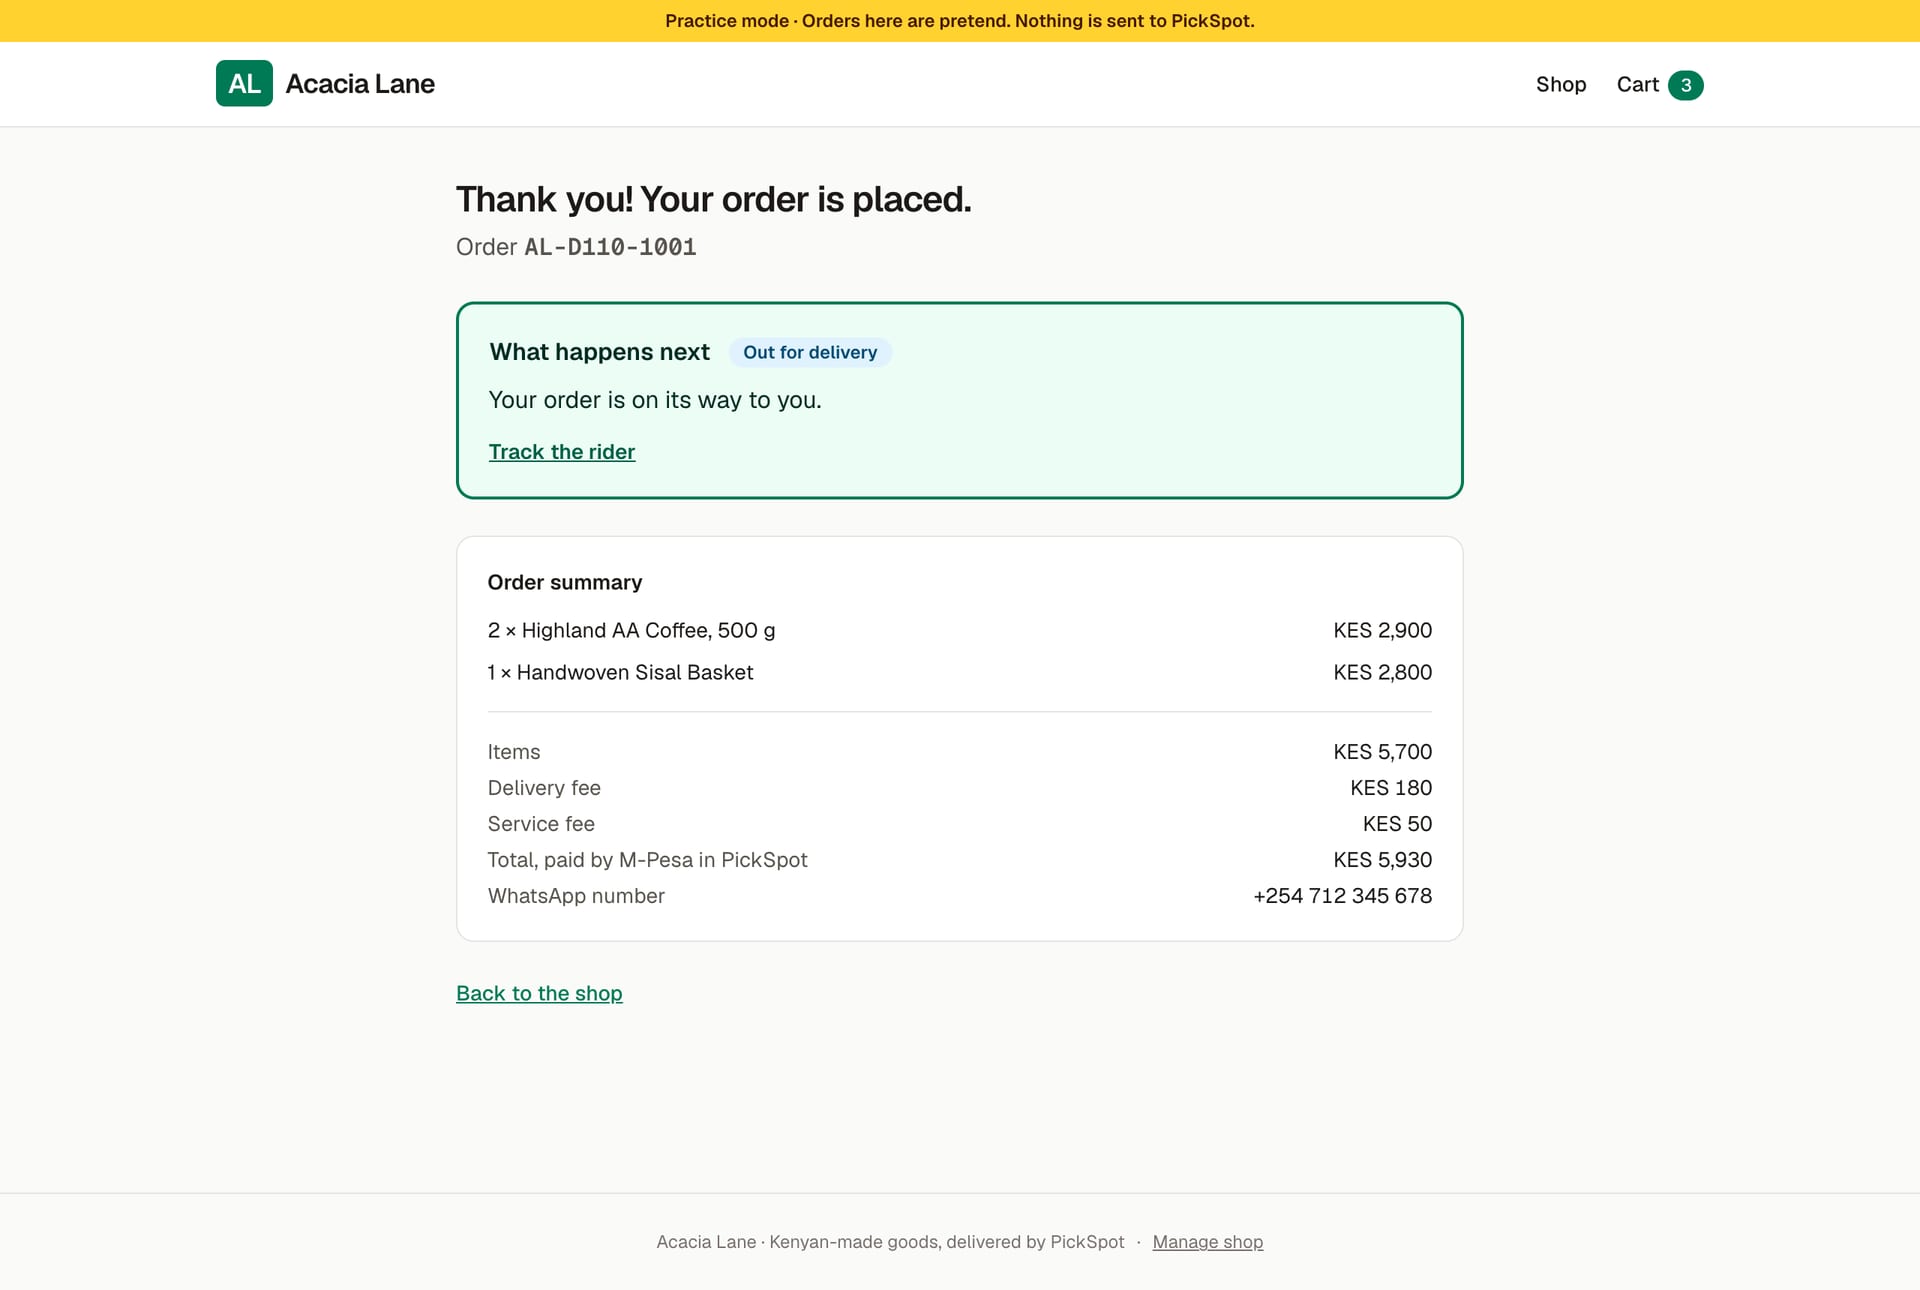 Practice mode · Orders here are pretend. Nothing is sent to PickSpot.
AL Acacia Lane Shop Cart 3
Thank you! Your order is placed.
Order AL-D110-1001
What happens next Out for delivery
Your order is on its way to you.
Track the rider
Order summary
2 × Highland AA Coffee, 500 g KES 2,900
1 × Handwoven Sisal Basket KES 2,800
Items KES 5,700
Delivery fee KES 180
Service fee KES 50
Total, paid by M-Pesa in PickSpot KES 5,930
WhatsApp number +254 712 345 678
Back to the shop
Acacia Lane · Kenyan-made goods, delivered by PickSpot · Manage shop